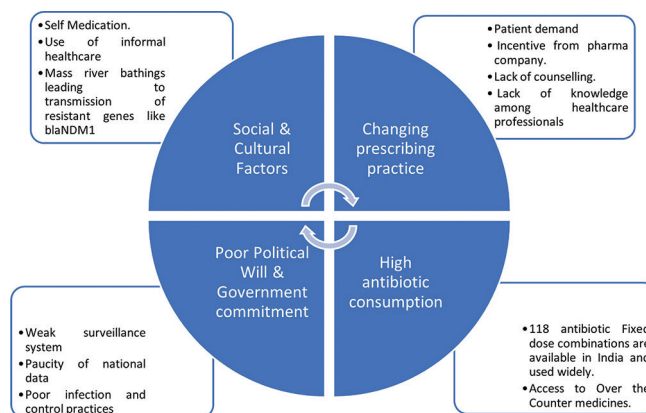 •Self Medication.
•Use of informal
healthcare
•Mass river bathings
leading to
transmission of
resistant genes like
blaNDM1
•Patient demand
• Incentive from pharma
company.
•Lack of counselling.
• Lack of knowledge
among healthcare
professionals
Social &
Cultural
Factors
Changing
prescribing
practice
Poor Political
Will &
Government
commitment
High
antibiotic
consumption
•Weak surveillance
system
•Paucity of national
data
•Poor infection and
control practices
•118 antibiotic Fixed
dose combinations are
available in India and
used widely.
•Access to Over the
Counter medicines.